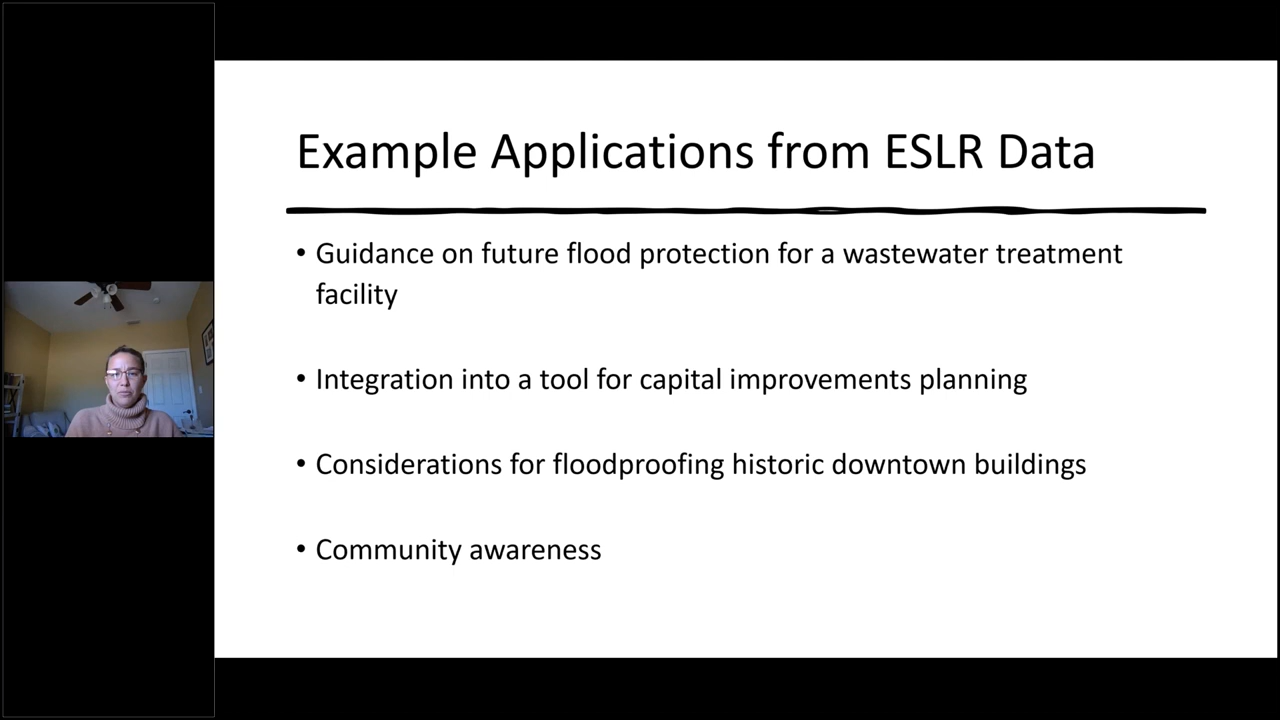 Example Applications from ESLR Data
• Guidance on future flood protection for a wastewater treatment
facility
• Integration into a tool for capital improvements planning
• Considerations for floodproofing historic downtown buildings
• Community awareness